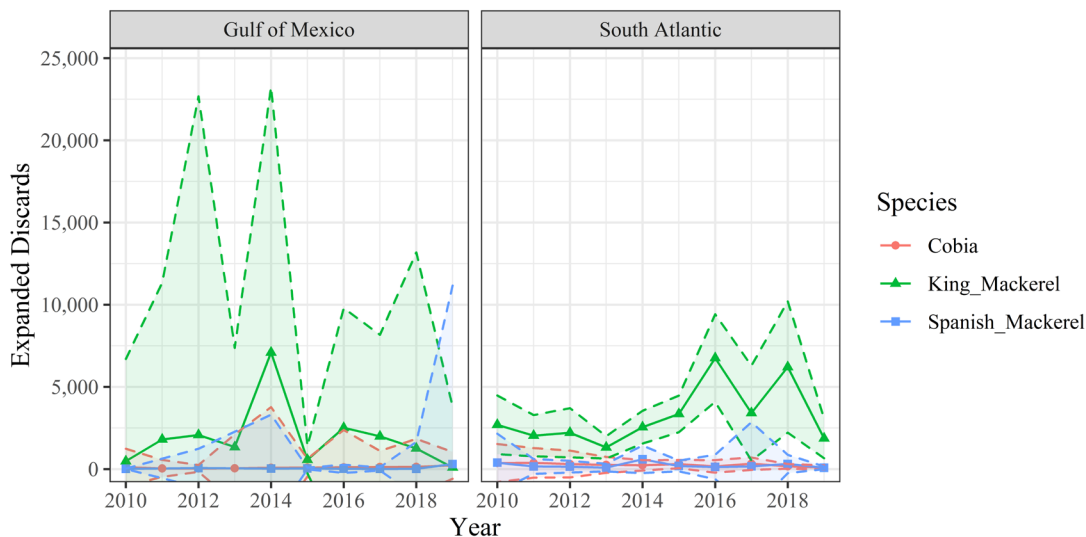 Gulf of Mexico
South Atlantic
25,000
20,000
15,000
10,000
5,000
0
Expanded Discards
2010 2012 2014 2016 2018
2010 2012 2014 2016 2018
Year
Species
Cobia
King_Mackerel
Spanish_Mackerel